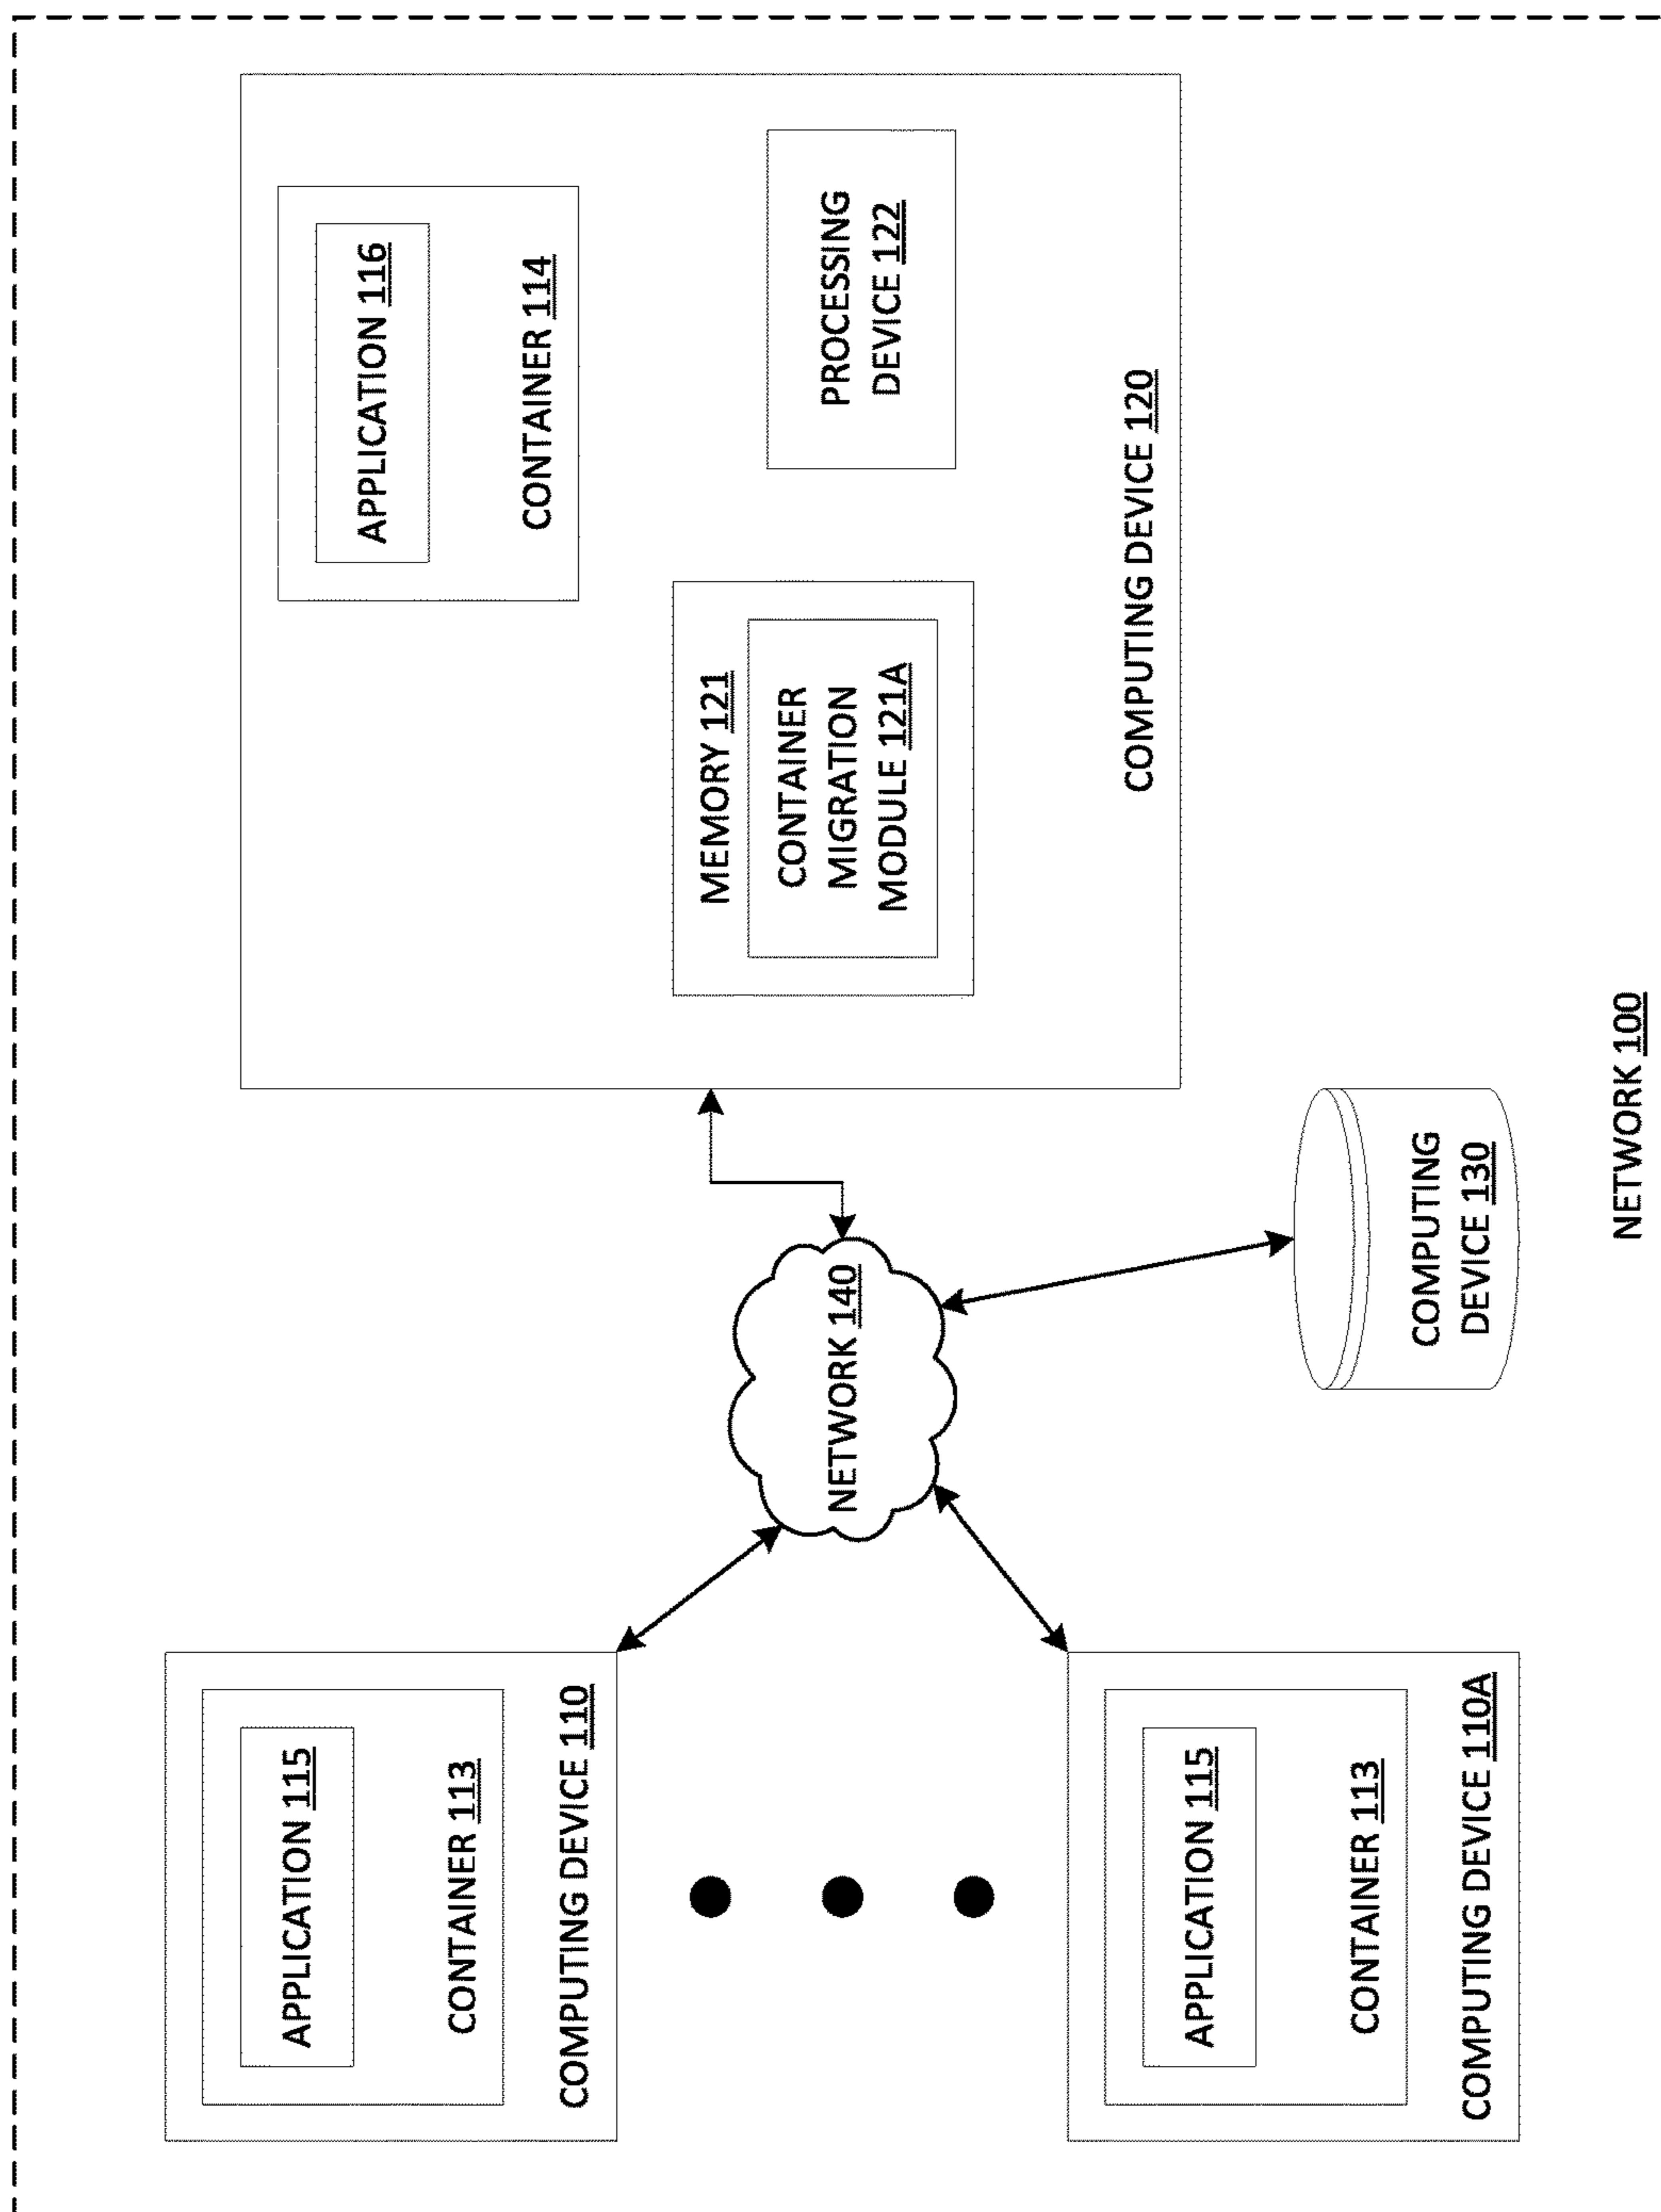 APPLICATION 115
CONTAINER 113
COMPUTING DEVICE 110
APPLICATION 115
CONTAINER 113
COMPUTING DEVICE 110A
NETWORK 140
COMPUTING
DEVICE 130
APPLICATION 116
CONTAINER 114
MEMORY 121
CONTAINER
MIGRATION
MODULE 121A
PROCESSING
DEVICE 122
COMPUTING DEVICE 120
NETWORK 100